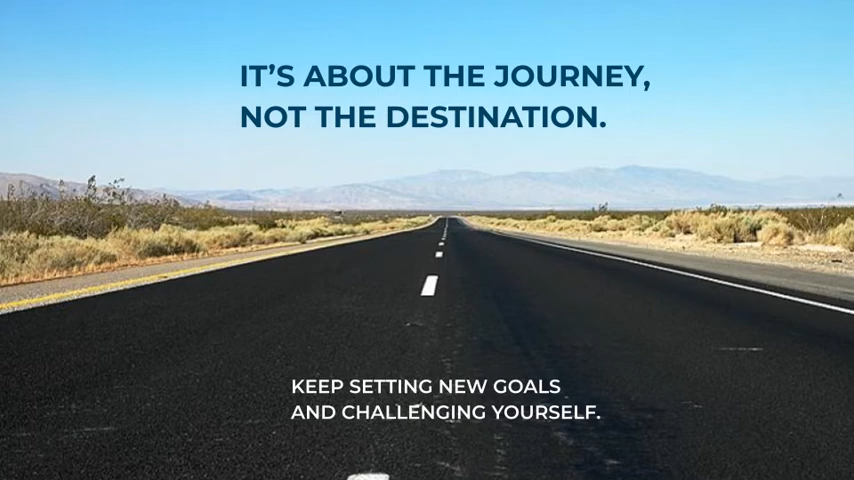 IT’S ABOUT THE JOURNEY,
NOT THE DESTINATION.
KEEP SETTING NEW GOALS
AND CHALLENGING YOURSELF.